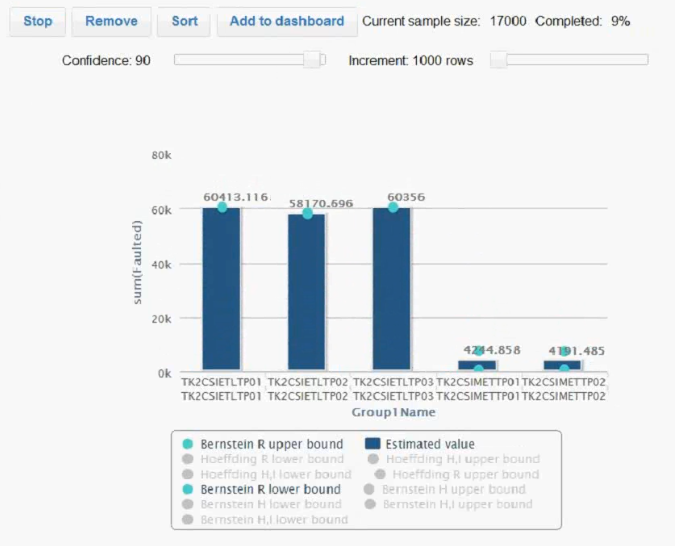 Stop Remove Sort Add to dashboard Current sample size: 17000 Completed: 9%
Confidence: 90 Increment: 1000 rows
80k
60413.116 58170.696 60356
60k
sum(Faulted)
40k
20k
4244.858 4191.485
0k
TK2CSIETLTP01 TK2CSIETLTP02 TK2CSIETLTP03 TK2CSIMETTP01 TK2CSIMETTP02
TK2CSIETLTP01 TK2CSIETLTP02 TK2CSIETLTP03 TK2CSIMETTP01 TK2CSIMETTP02
Group1Name
Bernstein R upper bound Estimated value
Hoeffding R lower bound Hoeffding H,I upper bound
Hoeffding H,I lower bound Hoeffding R upper bound
Bernstein R lower bound Bernstein H upper bound
Bernstein H lower bound Bernstein H,I upper bound
Bernstein H,I lower bound